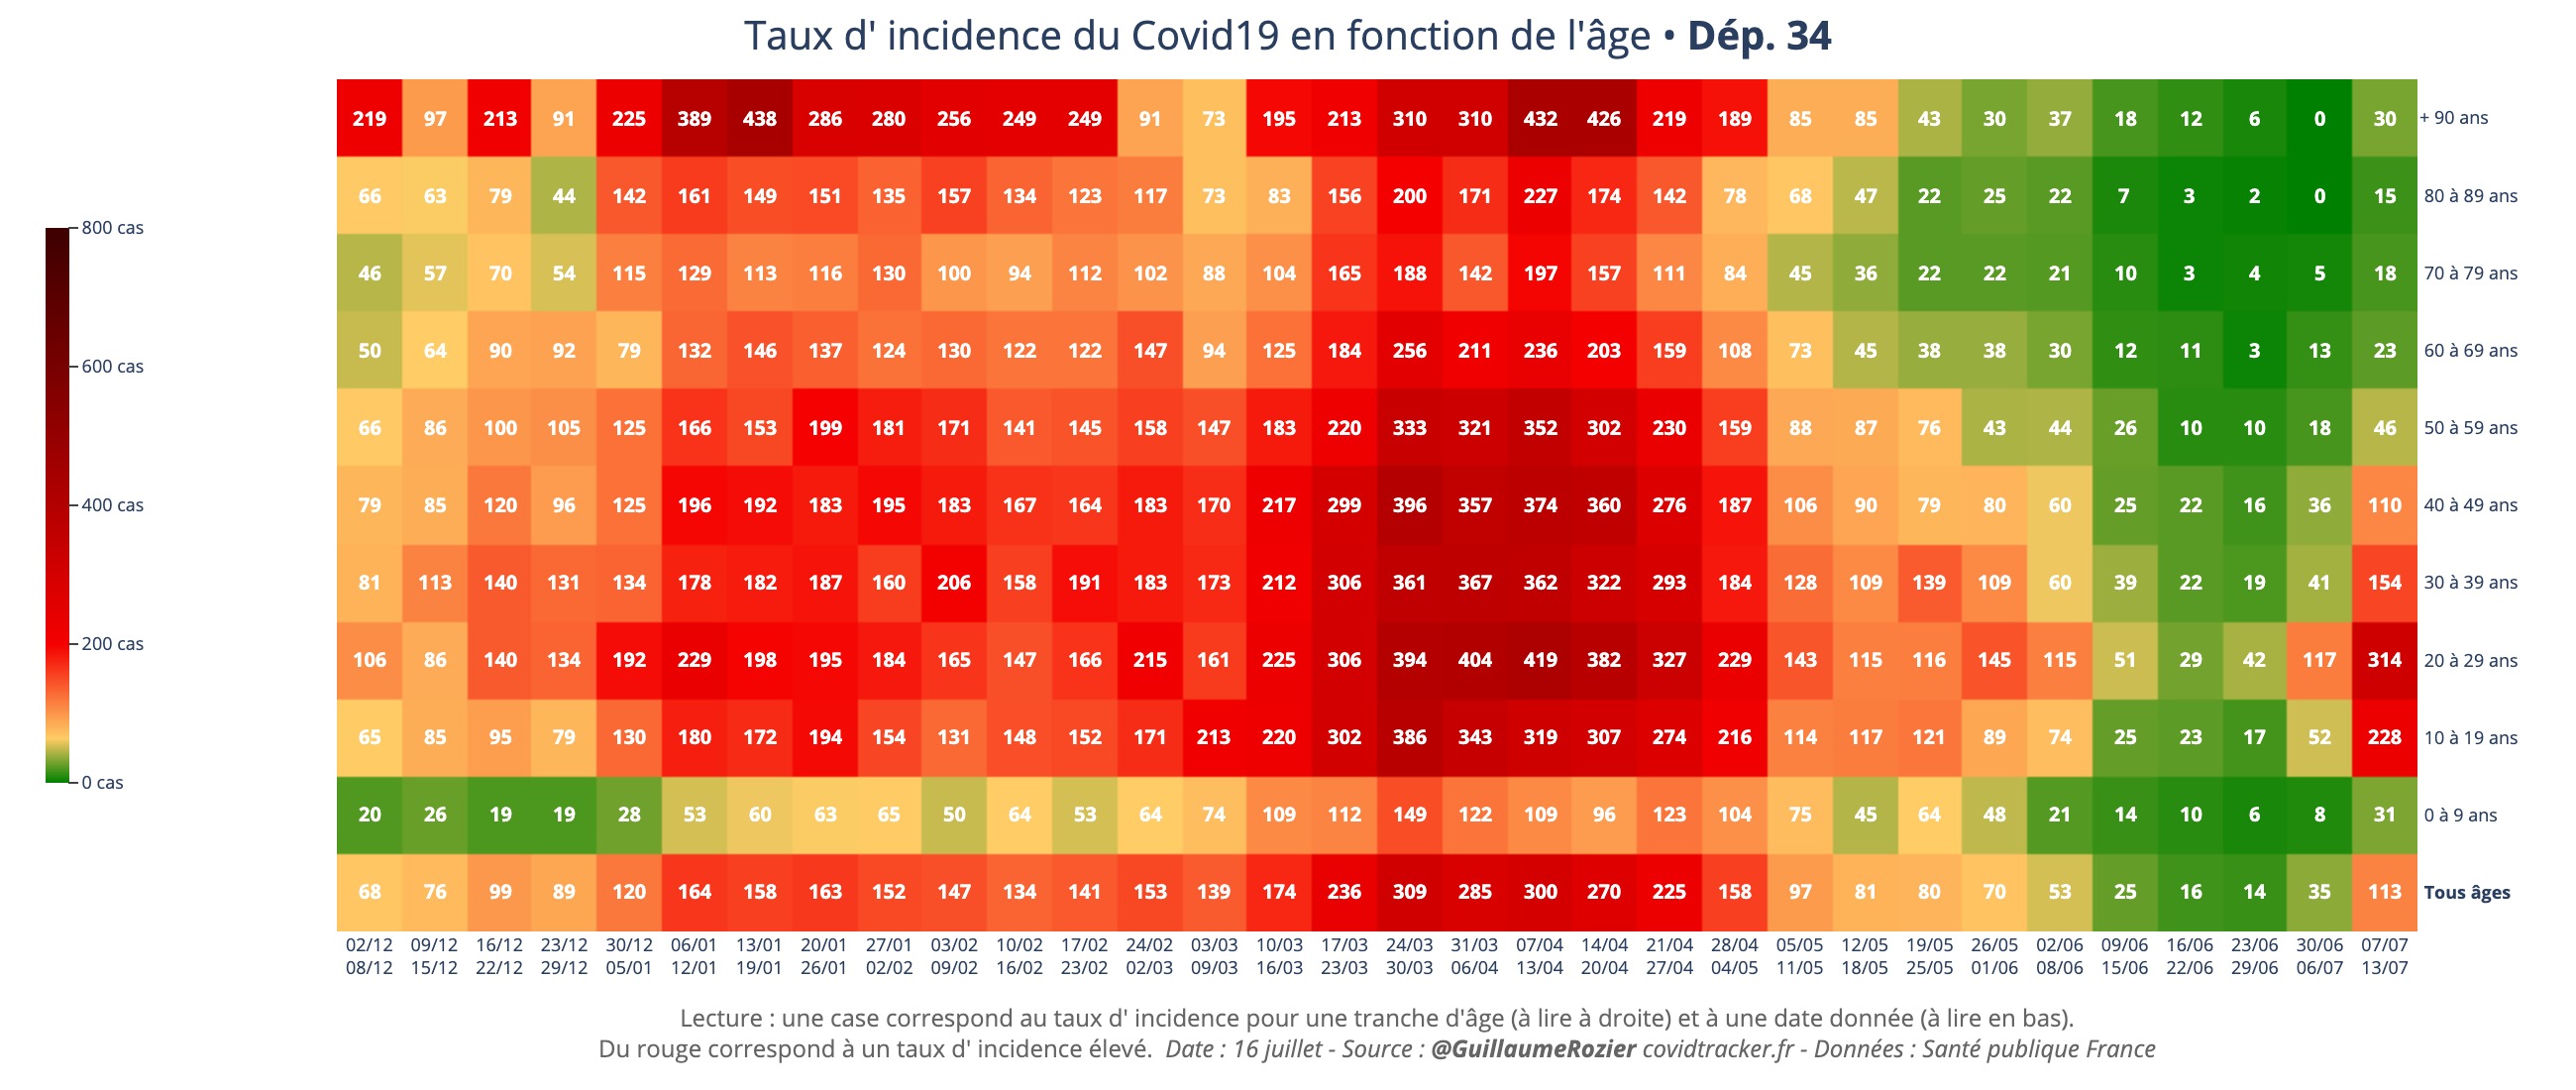 Taux d' incidence du Covid19 en fonction de l'âge • Dép. 34
800 cas
600 cas
400 cas
200 cas
0 cas
219 97 213 91 225 389 438 286 280 256 249 249 91 73 195 213 310 310 432 426 219 189 85 85 43 30 37 18 12 6 0 30 + 90 ans
66 63 79 44 142 161 149 151 135 157 134 123 117 73 83 156 200 171 227 174 142 78 68 47 22 25 22 7 3 2 0 15 80 à 89 ans
46 57 70 54 115 129 113 116 130 100 94 112 102 88 104 165 188 142 197 157 111 84 45 36 22 22 21 10 3 4 5 18 70 à 79 ans
50 64 90 92 79 132 146 137 124 130 122 122 147 94 125 184 256 211 236 203 159 108 73 45 38 38 30 12 11 3 13 23 60 à 69 ans
66 86 100 105 125 166 153 199 181 171 141 145 158 147 183 220 333 321 352 302 230 159 88 87 76 43 44 26 10 10 18 46 50 à 59 ans
79 85 120 96 125 196 192 183 195 183 167 164 183 170 217 299 396 357 374 360 276 187 106 90 79 80 60 25 22 16 36 110 40 à 49 ans
81 113 140 131 134 178 182 187 160 206 158 191 183 173 212 306 361 367 362 322 293 184 128 109 139 109 60 39 22 19 41 154 30 à 39 ans
106 86 140 134 192 229 198 195 184 165 147 166 215 161 225 306 394 404 419 382 327 229 143 115 116 145 115 51 29 42 117 314 20 à 29 ans
65 85 95 79 130 180 172 194 154 131 148 152 171 213 220 302 386 343 319 307 274 216 114 117 121 89 74 25 23 17 52 228 10 à 19 ans
20 26 19 19 28 53 60 63 65 50 64 53 64 74 109 112 149 122 109 96 123 104 75 45 64 48 21 14 10 6 8 31 0 à 9 ans
68 76 99 89 120 164 158 163 152 147 134 141 153 139 174 236 309 285 300 270 225 158 97 81 80 70 53 25 16 14 35 113 Tous âges
02/12 09/12 16/12 23/12 30/12 06/01 13/01 20/01 27/01 03/02 10/02 17/02 24/02 03/03 10/03 17/03 24/03 31/03 07/04 14/04 21/04 28/04 05/05 12/05 19/05 26/05 02/06 09/06 16/06 23/06 30/06 07/07
08/12 15/12 22/12 29/12 05/01 12/01 19/01 26/01 02/02 09/02 16/02 23/02 02/03 09/03 16/03 23/03 30/03 06/04 13/04 20/04 27/04 04/05 11/05 18/05 25/05 01/06 08/06 15/06 22/06 29/06 06/07 13/07
Lecture : une case correspond au taux d' incidence pour une tranche d'âge (à lire à droite) et à une date donnée (à lire en bas).
Du rouge correspond à un taux d' incidence élevé. Date : 16 juillet - Source : @GuillaumeRozier covidtracker.fr - Données : Santé publique France